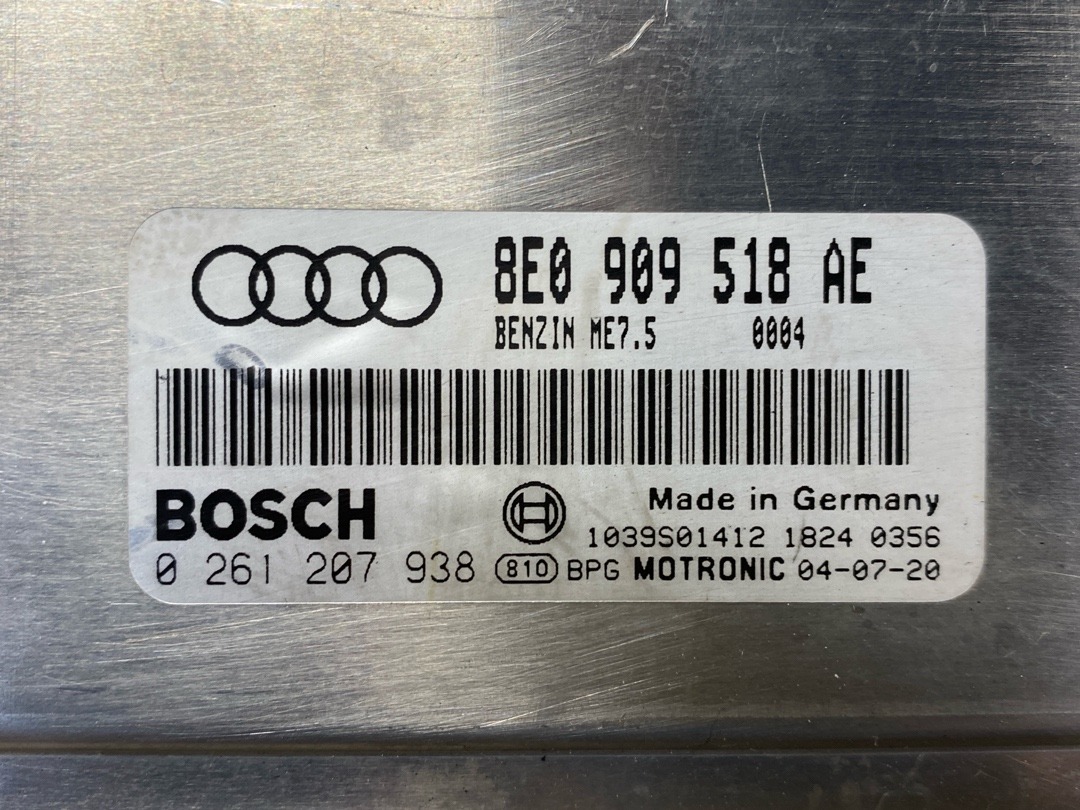 8E0 909 518 AE
BENZIN ME7.5 0004
BOSCH
Made in Germany
1039S01412 1824 0356
0 261 207 938 810 BPG MOTRONIC 04-07-20